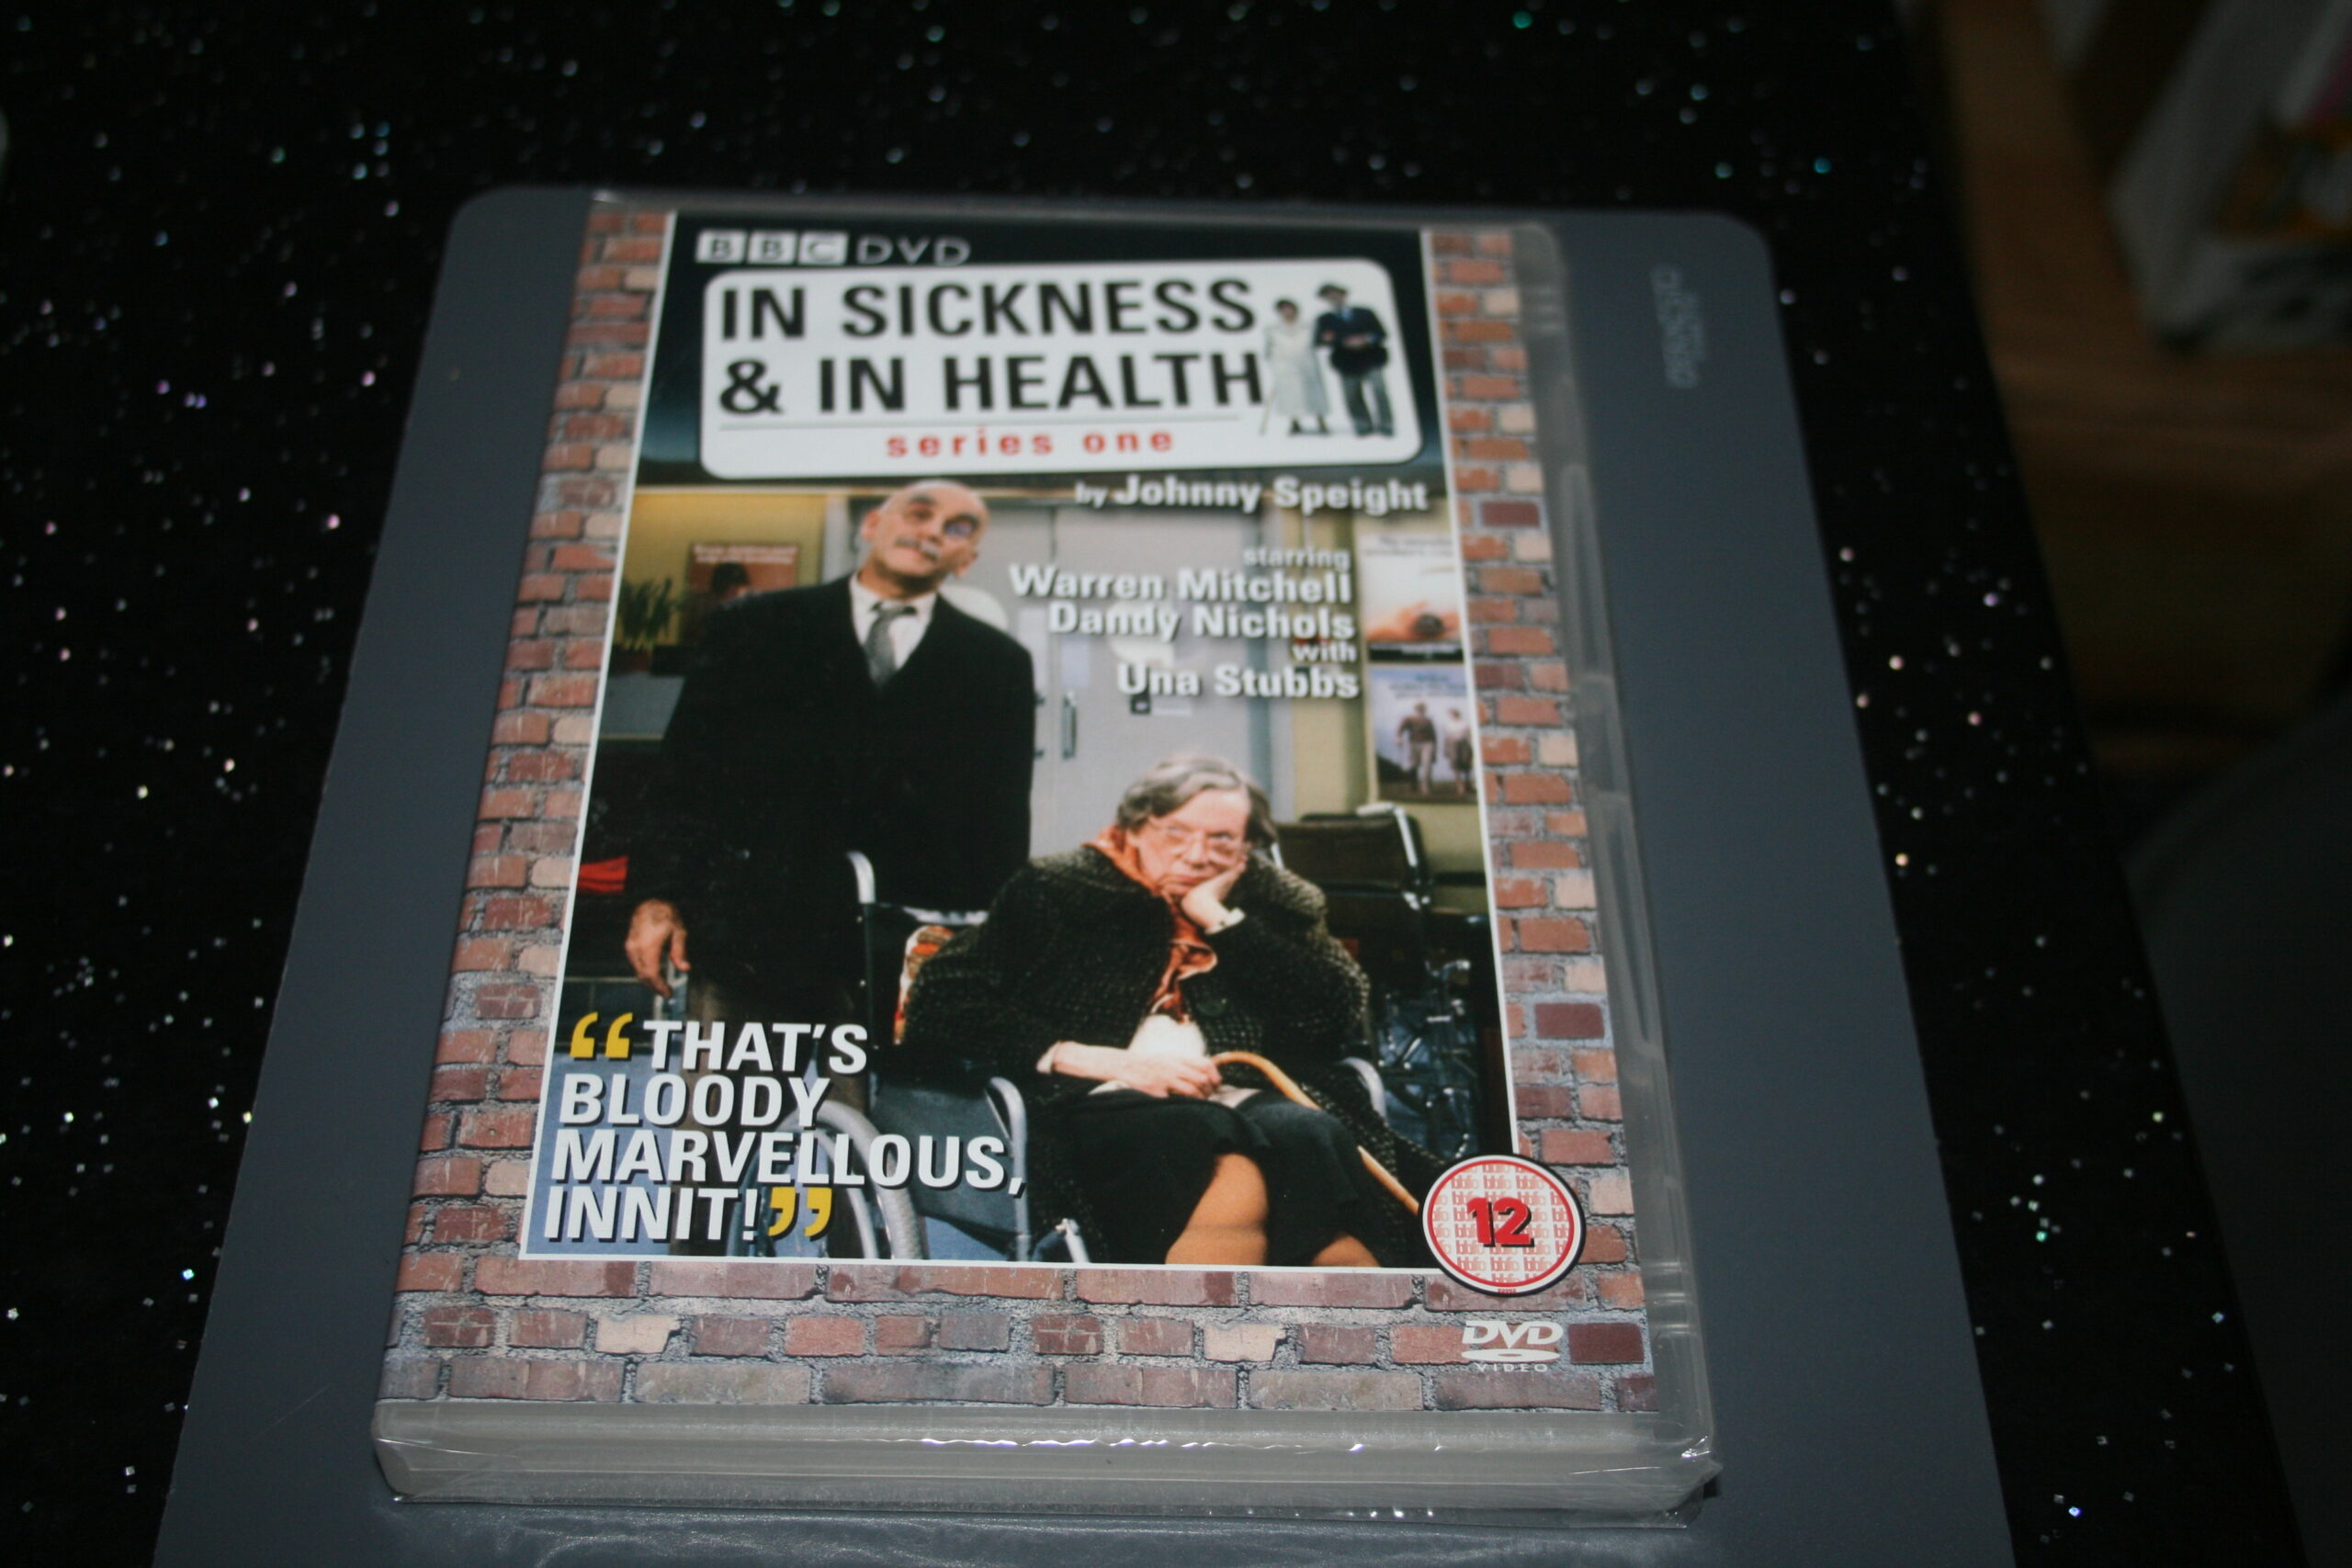 BBC DVD
IN SICKNESS
& IN HEALTH
series one
by Johnny Speight
starring
Warren Mitchell
Dandy Nichols
with
Una Stubbs
“THAT'S
BLOODY
MARVELLOUS,
INNIT!”
12
DVD
VIDEO